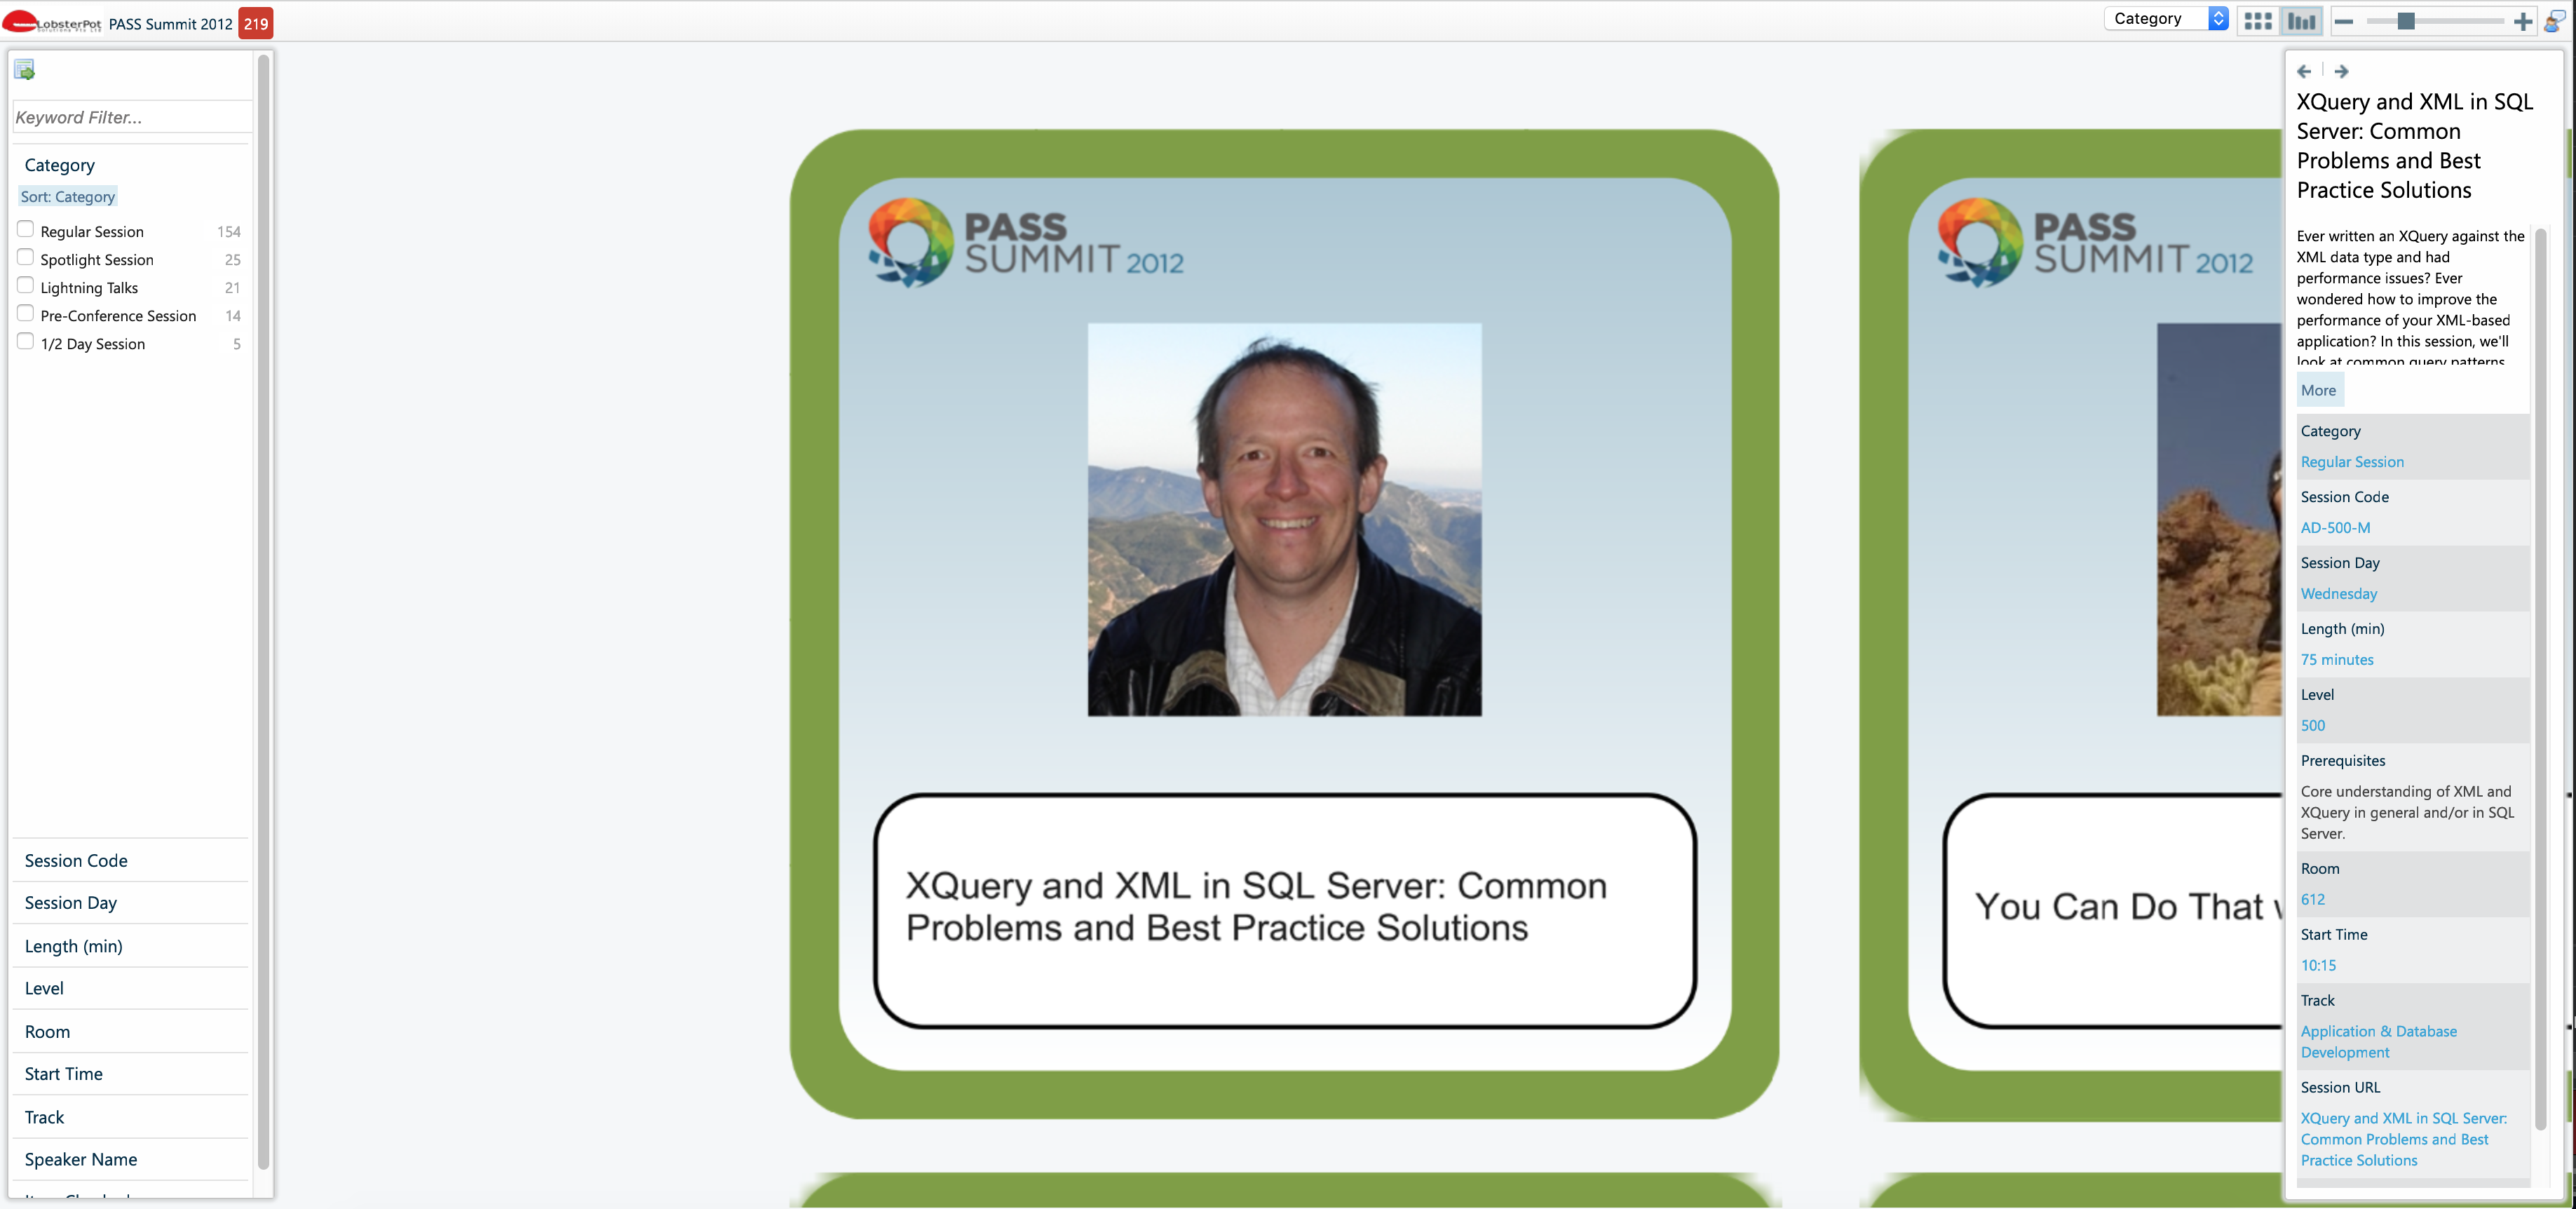 LobsterPot
Solutions Pty Ltd
PASS Summit 2012
219
Category
Keyword Filter...
Category
Sort: Category
Regular Session 154
Spotlight Session 25
Lightning Talks 21
Pre-Conference Session 14
1/2 Day Session 5
Session Code
Session Day
Length (min)
Level
Room
Start Time
Track
Speaker Name
PASS
SUMMIT 2012
XQuery and XML in SQL Server: Common
Problems and Best Practice Solutions
PASS
SUMMIT 2012
You Can Do That
XQuery and XML in SQL
Server: Common
Problems and Best
Practice Solutions
Ever written an XQuery against the
XML data type and had
performance issues? Ever
wondered how to improve the
performance of your XML-based
application? In this session, we'll
look at common query patterns
More
Category
Regular Session
Session Code
AD-500-M
Session Day
Wednesday
Length (min)
75 minutes
Level
500
Prerequisites
Core understanding of XML and
XQuery in general and/or in SQL
Server.
Room
612
Start Time
10:15
Track
Application & Database
Development
Session URL
XQuery and XML in SQL Server:
Common Problems and Best
Practice Solutions